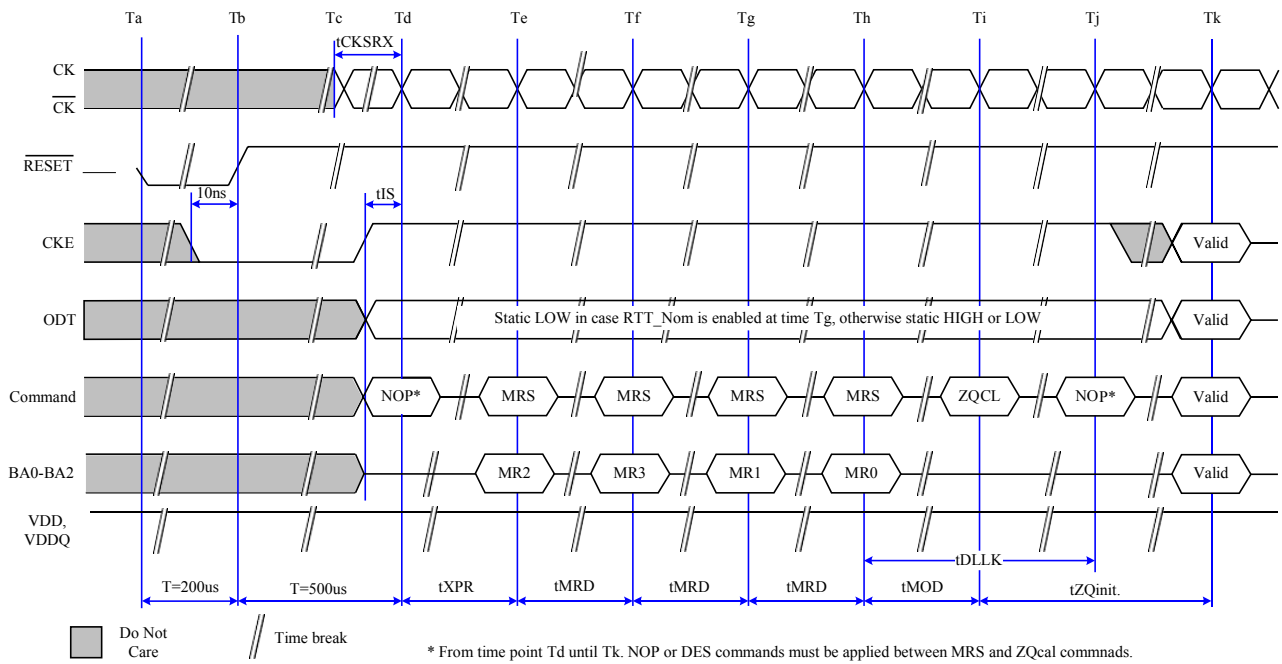 Ta Tb Tc Td Te Tf Tg Th Ti Tj Tk
tCKSRX
CK
CK
RESET
10ns
tIS
CKE
Valid
ODT
Static LOW in case RTT_Nom is enabled at time Tg, otherwise static HIGH or LOW
Valid
Command
NOP* MRS MRS MRS MRS ZQCL NOP* Valid
BA0-BA2
MR2 MR3 MR1 MR0 Valid
VDD,
VDDQ
tDLLK
T=200us T=500us tXPR tMRD tMRD tMRD tMOD tZQinit.
Do Not
Care
Time break
* From time point Td until Tk. NOP or DES commands must be applied between MRS and ZQcal commnads.